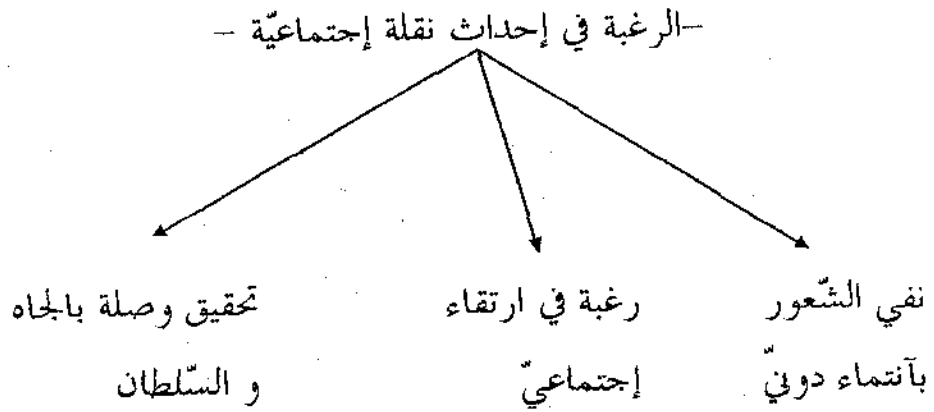 –الرغبة في إحداث نقلة إجتماعيّة –
نفي الشّعور
بآنتماء دونيّ
رغبة في ارتقاء
إجتماعيّ
تحقيق وصلة بالجاه
و السّلطان